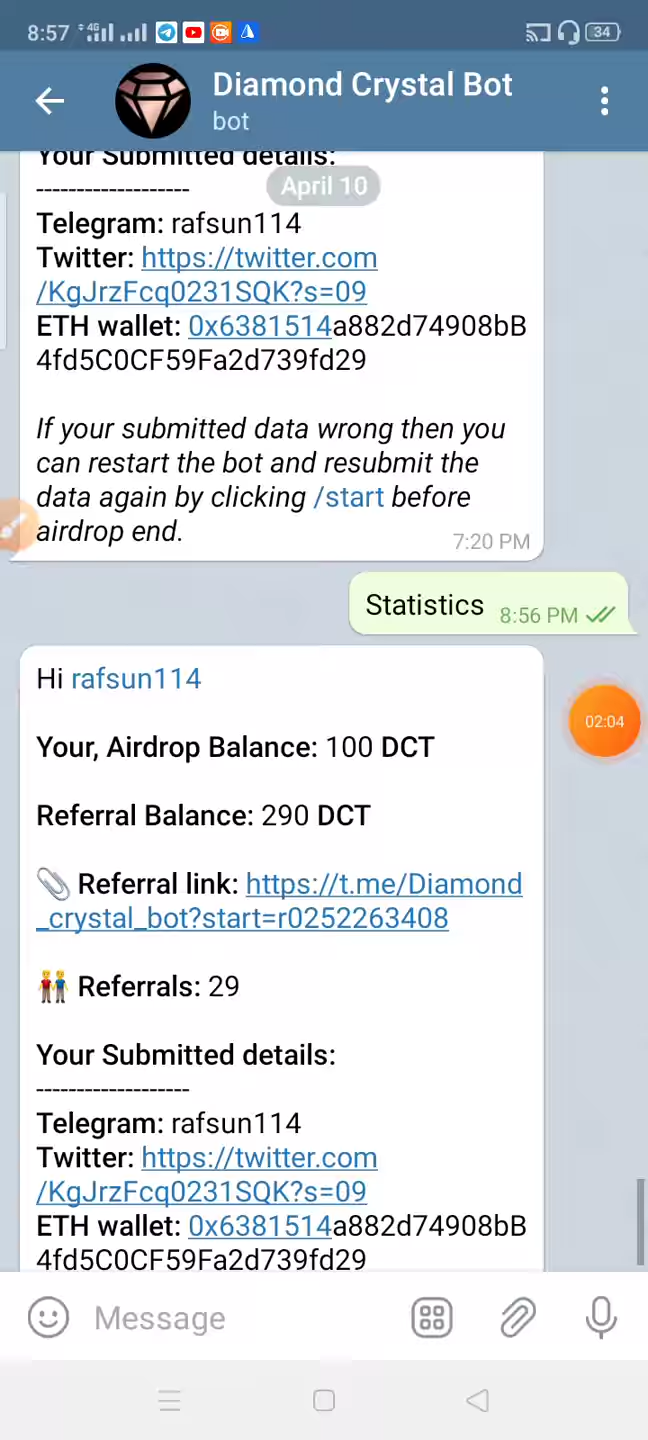 8:57
4G
34
Diamond Crystal Bot
bot
Your Submitted details:
-------------------
April 10
Telegram: rafsun114
Twitter: https://twitter.com
/KgJrzFcq0231SQK?s=09
ETH wallet: 0x6381514a882d74908bB
4fd5C0CF59Fa2d739fd29
If your submitted data wrong then you
can restart the bot and resubmit the
data again by clicking /start before
airdrop end.
7:20 PM
Statistics 8:56 PM
Hi rafsun114
02:04
Your, Airdrop Balance: 100 DCT
Referral Balance: 290 DCT
Referral link: https://t.me/Diamond
_crystal_bot?start=r0252263408
Referrals: 29
Your Submitted details:
-------------------
Telegram: rafsun114
Twitter: https://twitter.com
/KgJrzFcq0231SQK?s=09
ETH wallet: 0x6381514a882d74908bB
4fd5C0CF59Fa2d739fd29
Message